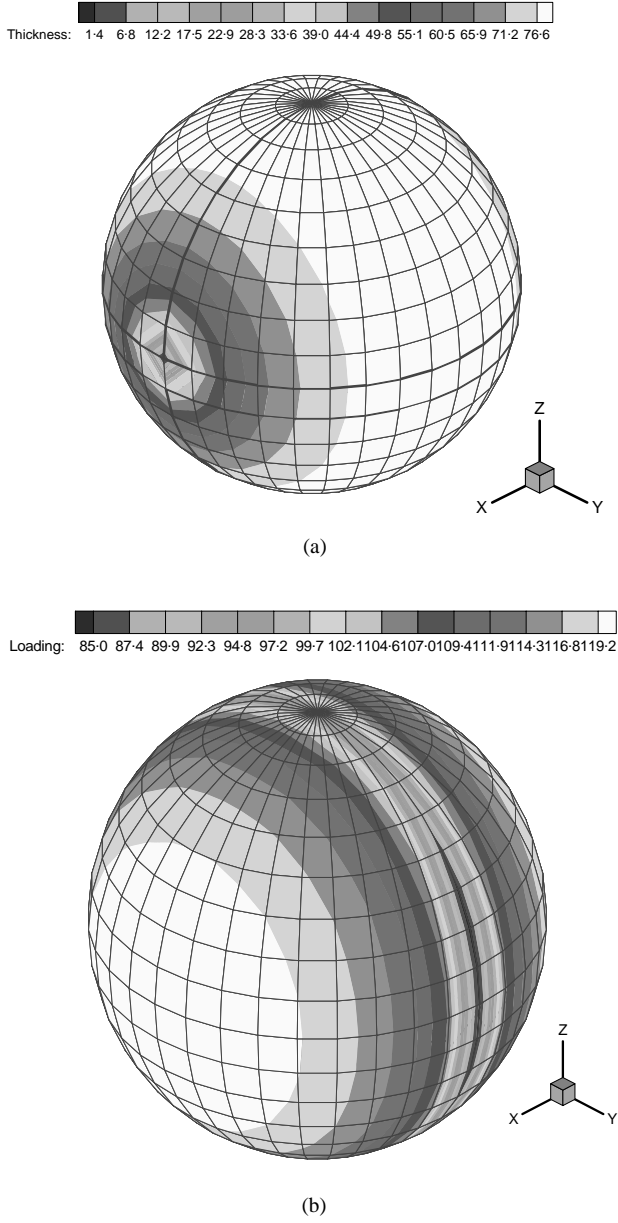 Thickness: 1·4 6·8 12·2 17·5 22·9 28·3 33·6 39·0 44·4 49·8 55·1 60·5 65·9 71·2 76·6
Z
X Y
(a)
Loading: 85·0 87·4 89·9 92·3 94·8 97·2 99·7 102·1104·6107·0109·4111·9114·3116·8119·2
Z
X Y
(b)